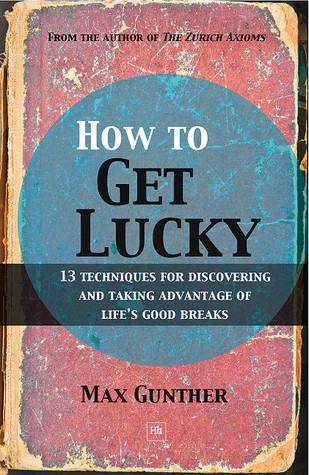 From the author of The Zurich Axioms
How to
Get
Lucky
13 techniques for discovering
and taking advantage of
life's good breaks
Max Gunther
Hh